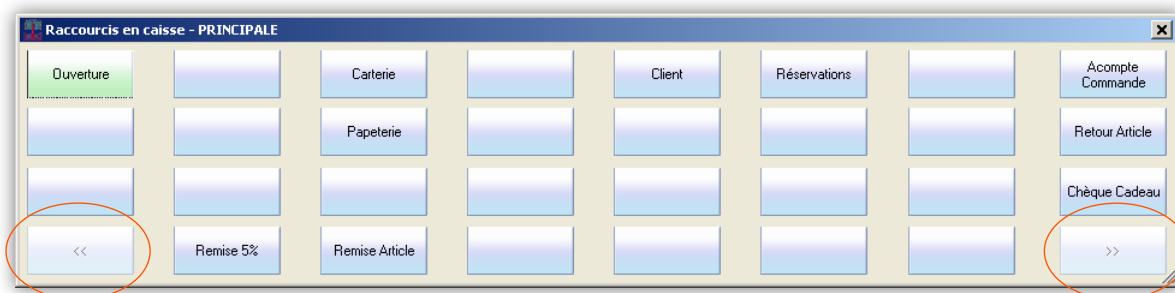 Raccourcis en caisse - PRINCIPALE
Ouverture
Carterie
Client
Réservations
Acompte
Commande
Papeterie
Retour Article
Chèque Cadeau
<<
Remise 5%
Remise Article
>>